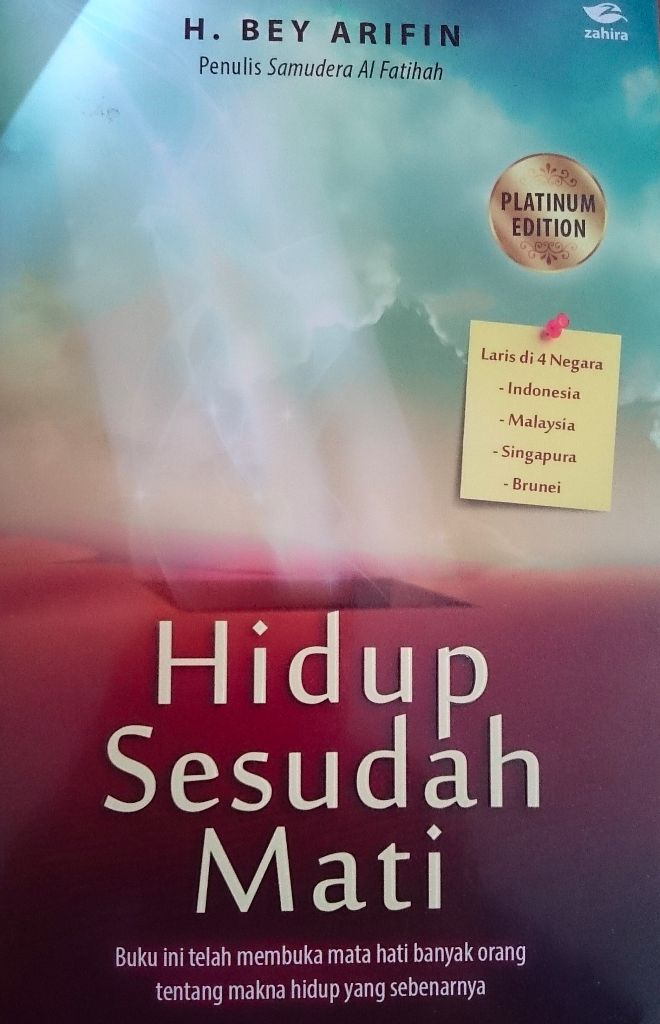 H. BEY ARIFIN
Penulis Samudera Al Fatihah
zahira
PLATINUM
EDITION
Laris di 4 Negara
- Indonesia
- Malaysia
- Singapura
- Brunei
Hidup
Sesudah
Mati
Buku ini telah membuka mata hati banyak orang
tentang makna hidup yang sebenarnya